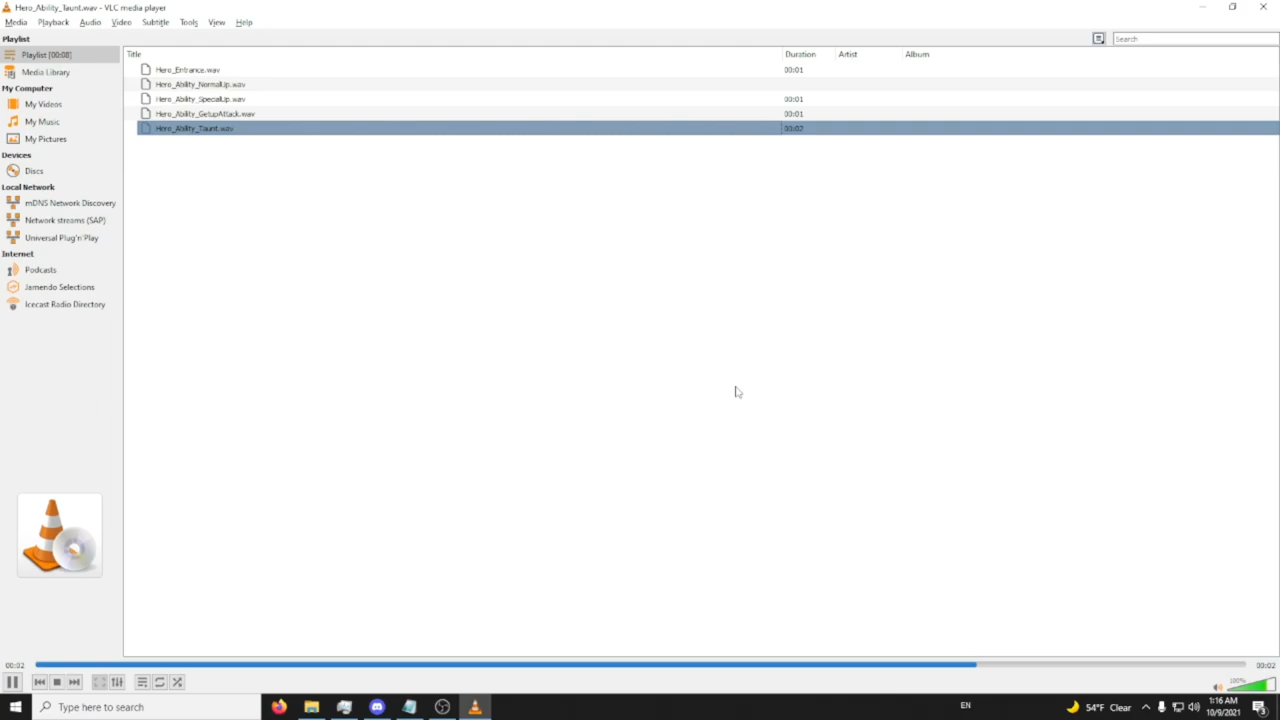 Hero_Ability_Taunt.wav - VLC media player
Media Playback Audio Video Subtitle Tools View Help
Playlist
Search
Playlist [00:08]
Title Duration Artist Album
Hero_Entrance.wav 00:01
Media Library
Hero_Ability_NormalUp.wav
My Computer
Hero_Ability_SpecialUp.wav 00:01
My Videos
Hero_Ability_GetupAttack.wav 00:01
My Music
Hero_Ability_Taunt.wav 00:02
My Pictures
Devices
Discs
Local Network
mDNS Network Discovery
Network streams (SAP)
Universal Plug'n'Play
Internet
Podcasts
Jamendo Selections
Icecast Radio Directory
00:02 00:02
100%
Type here to search
EN
54°F Clear
1:16 AM
10/9/2021
3